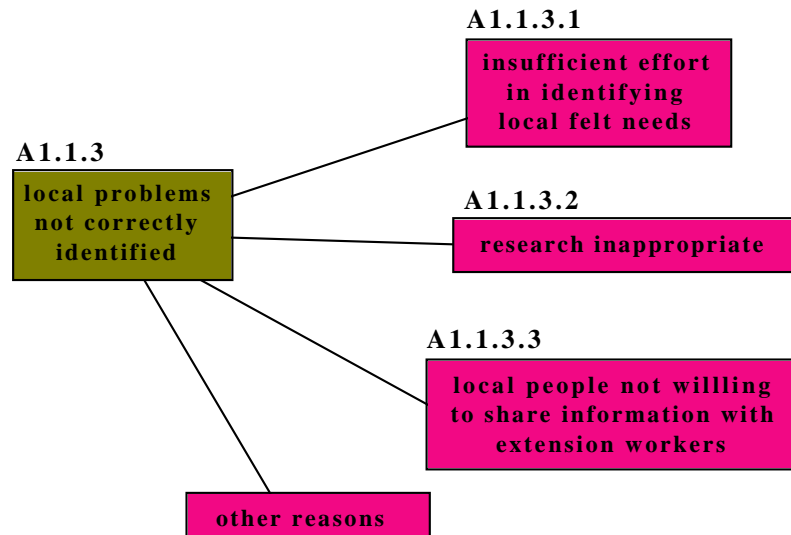 A1.1.3.1
insufficient effort
in identifying
local felt needs
A1.1.3
local problems
not correctly
identified
A1.1.3.2
research inappropriate
A1.1.3.3
local people not willling
to share information with
extension workers
other reasons